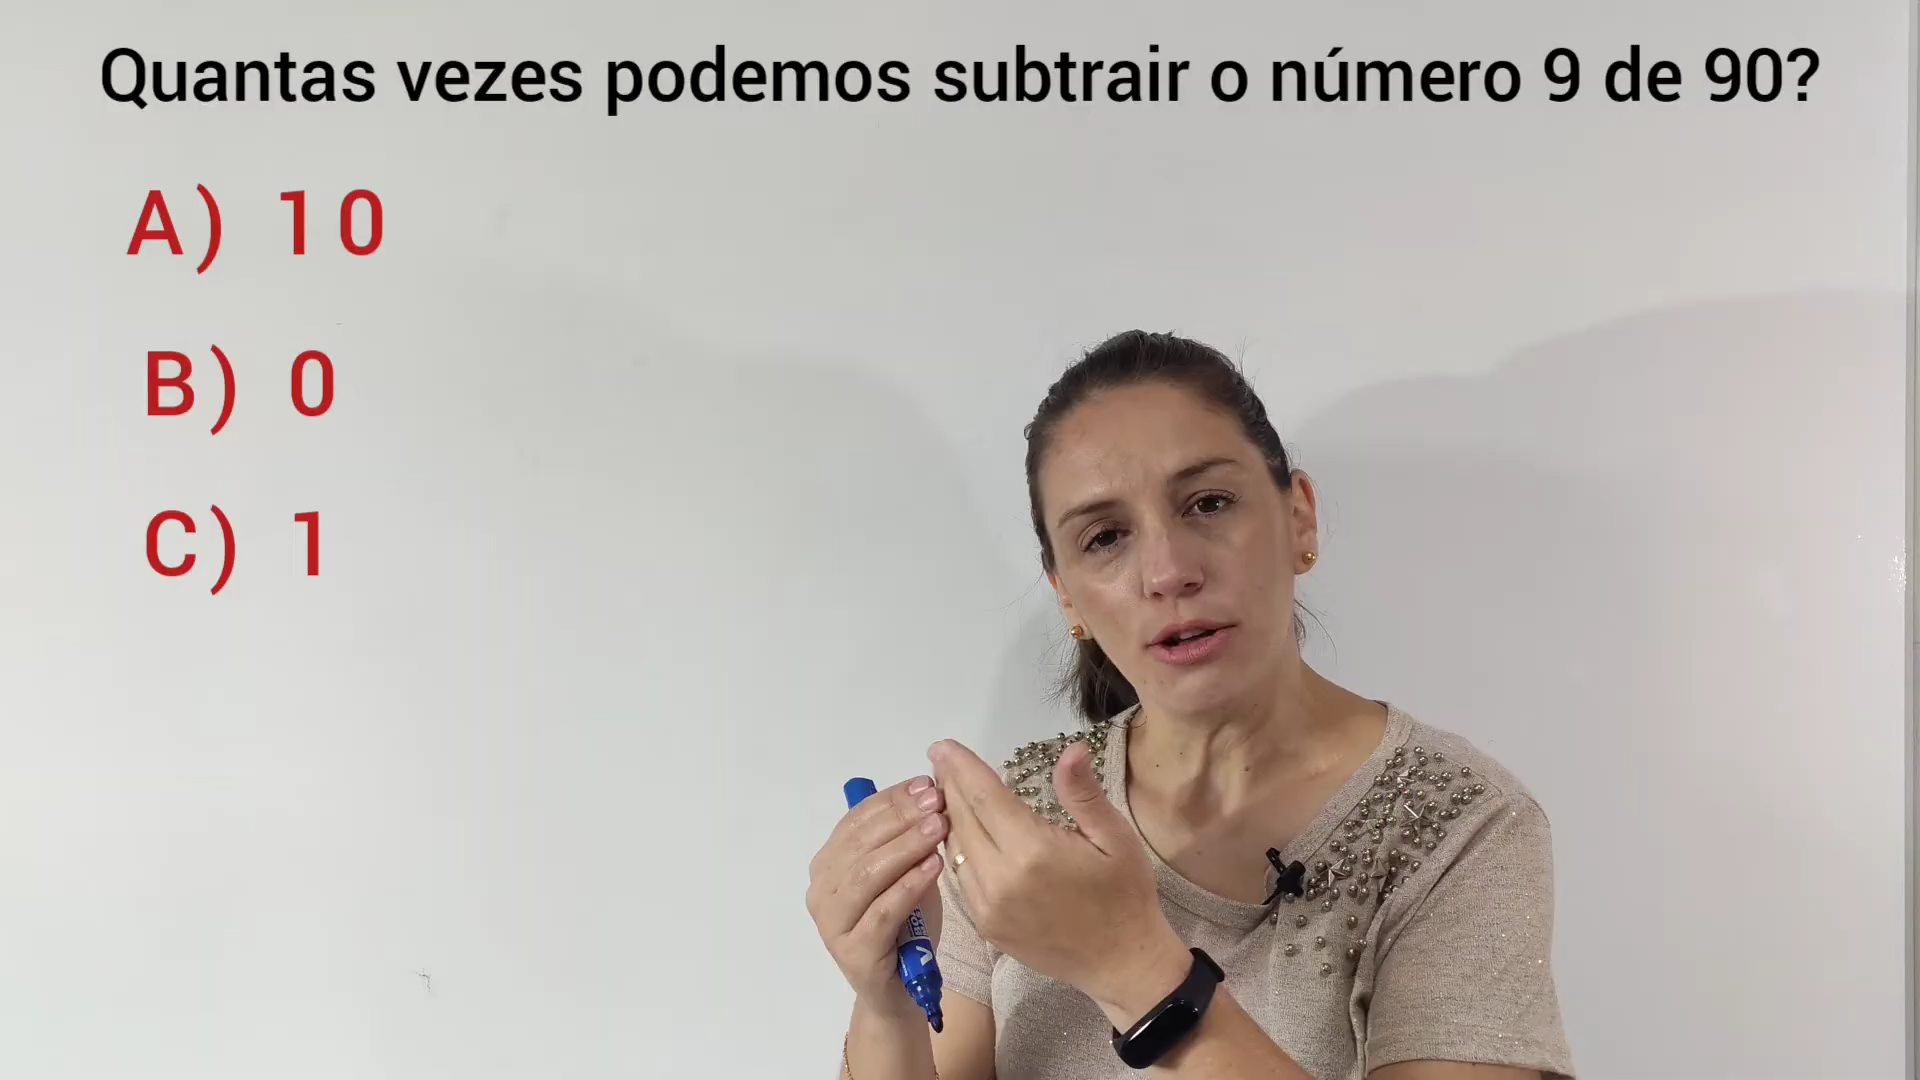 Quantas vezes podemos subtrair o número 9 de 90?
A) 10
B) 0
C) 1